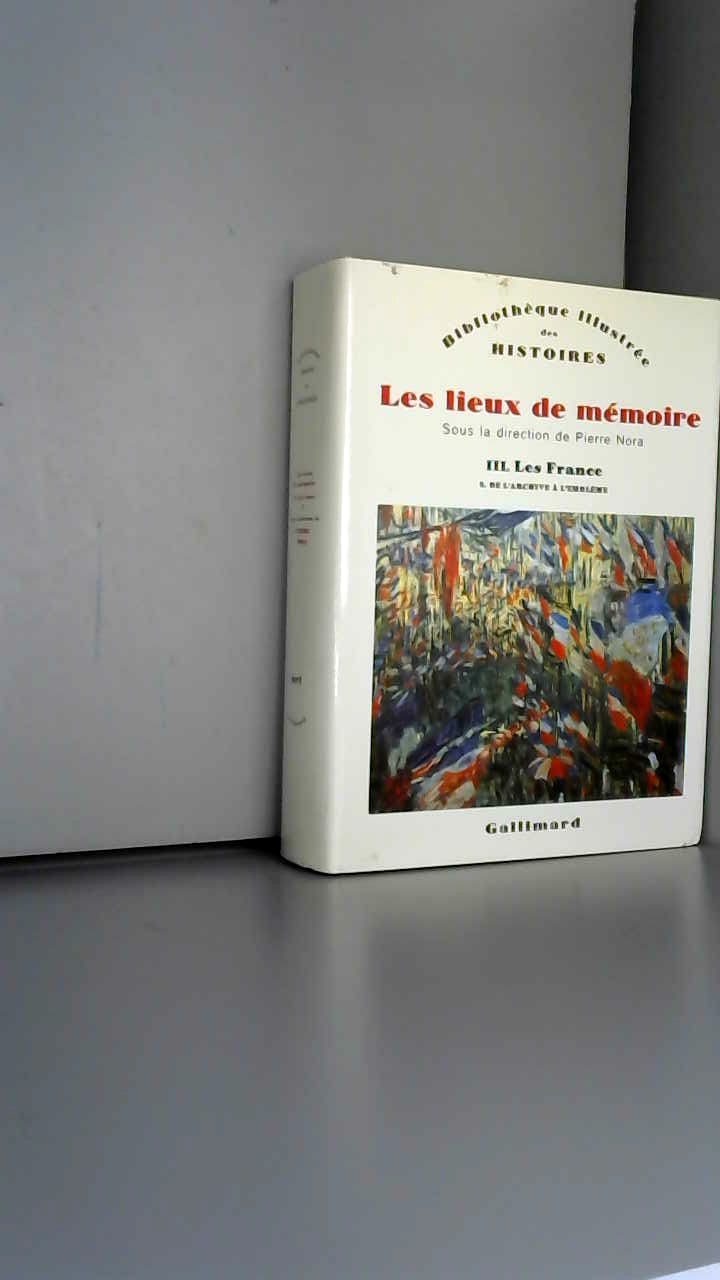 Bibliothèque Illustrée
des
HISTOIRES
Les lieux de mémoire
Sous la direction de Pierre Nora
III. Les France
3. DE L'ARCHIVE À L'EMBLÈME
Gallimard